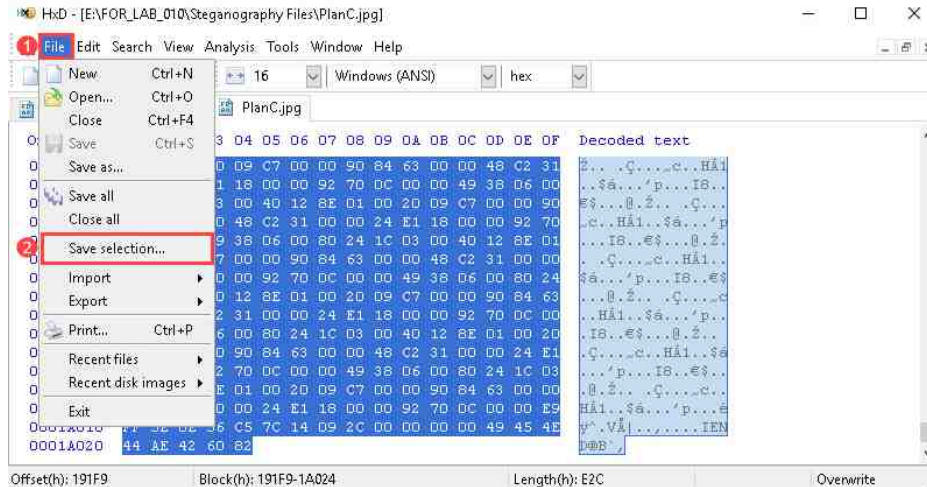 HxD - [E:\FOR_LAB_010\Steganography Files\PlanC.jpg]
1 File Edit Search View Analysis Tools Window Help
New Ctrl+N
Open... Ctrl+O
Close Ctrl+F4
Save Ctrl+S
Save as...
Save all
Close all
2 Save selection...
Import
Export
Print... Ctrl+P
Recent files
Recent disk images
Exit
16 Windows (ANSI) hex
PlanC.jpg
3 04 05 06 07 08 09 0A 0B 0C 0D 0E 0F Decoded text
0 09 C7 00 00 90 84 63 00 00 48 C2 31
1 18 00 00 92 70 DC 00 00 49 38 06 00
3 00 40 12 8E 01 00 20 09 C7 00 00 90
0 48 C2 31 00 00 24 E1 18 00 00 92 70
9 38 06 00 80 24 1C 03 00 40 12 8E 01
7 00 00 90 84 63 00 00 48 C2 31 00 00
0 00 92 70 DC 00 00 49 38 06 00 80 24
0 12 8E 01 00 20 09 C7 00 00 90 84 63
2 31 00 00 24 E1 18 00 00 92 70 DC 00
6 00 80 24 1C 03 00 40 12 8E 01 00 20
0 90 84 63 00 00 48 C2 31 00 00 24 E1
2 70 DC 00 00 49 38 06 00 80 24 1C 03
E 01 00 20 09 C7 00 00 90 84 63 00 00
0 00 24 E1 18 00 00 92 70 DC 00 00 E9
C5 7C 14 09 2C 00 00 00 00 49 45 4E
0001A020 44 AE 42 60 82 D®B`‚
Offset(h): 191F9 Block(h): 191F9-1A024 Length(h): E2C Overwrite